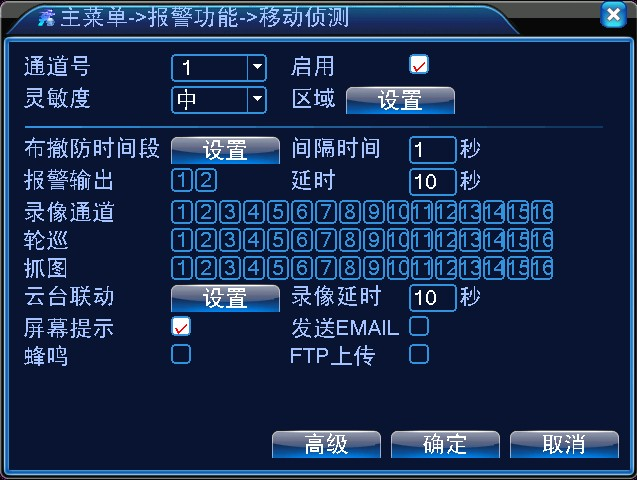 主菜单->报警功能->移动侦测
通道号 1 启用
灵敏度 中 区域 设置
布撤防时间段 设置 间隔时间 1 秒
报警输出 1 2 延时 10 秒
录像通道 1 2 3 4 5 6 7 8 9 10 11 12 13 14 15 16
轮巡 1 2 3 4 5 6 7 8 9 10 11 12 13 14 15 16
抓图 1 2 3 4 5 6 7 8 9 10 11 12 13 14 15 16
云台联动 设置 录像延时 10 秒
屏幕提示 发送EMAIL
蜂鸣 FTP上传
高级 确定 取消